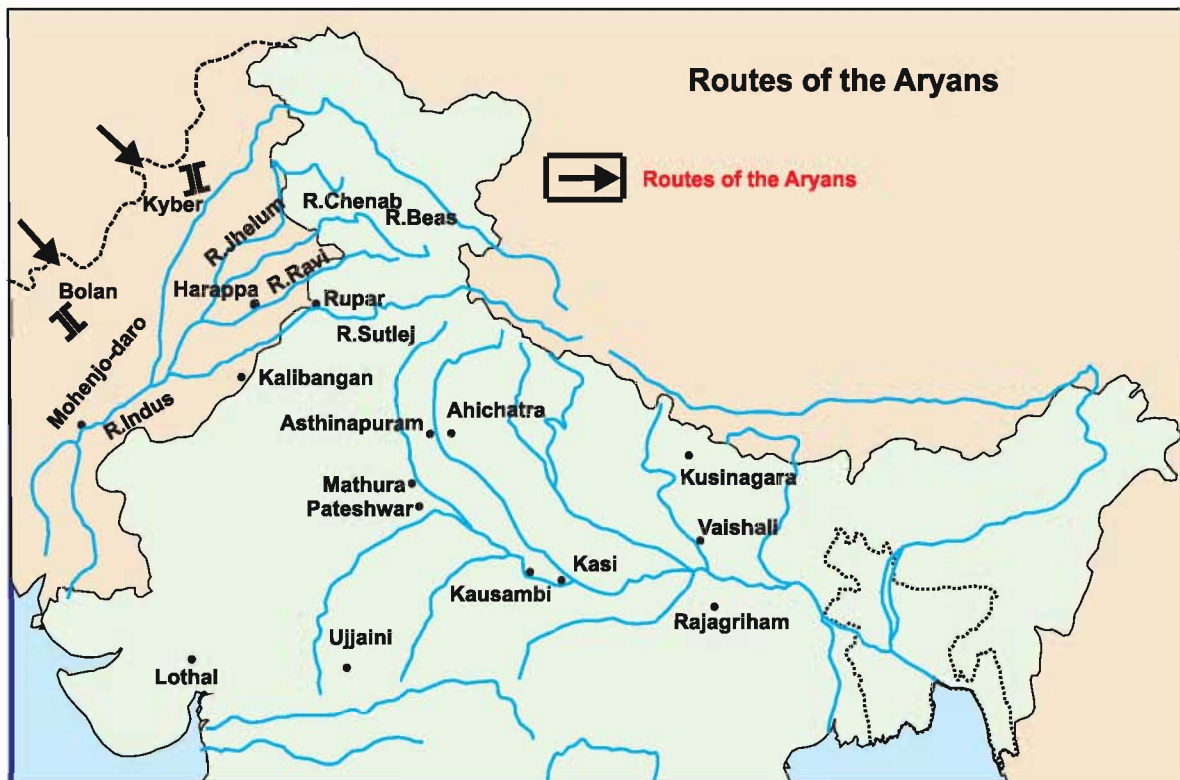 Routes of the Aryans
Routes of the Aryans
Kyber
R.Chenab
R.Beas
R.Jhelum
R.Ravi
Bolan
Harappa
Rupar
R.Sutlej
Mohenjo-daro
Kalibangan
R.Indus
Asthinapuram
Ahichatra
Kusinagara
Mathura
Pateshwar
Vaishali
Kasi
Kausambi
Rajagriham
Ujjaini
Lothal